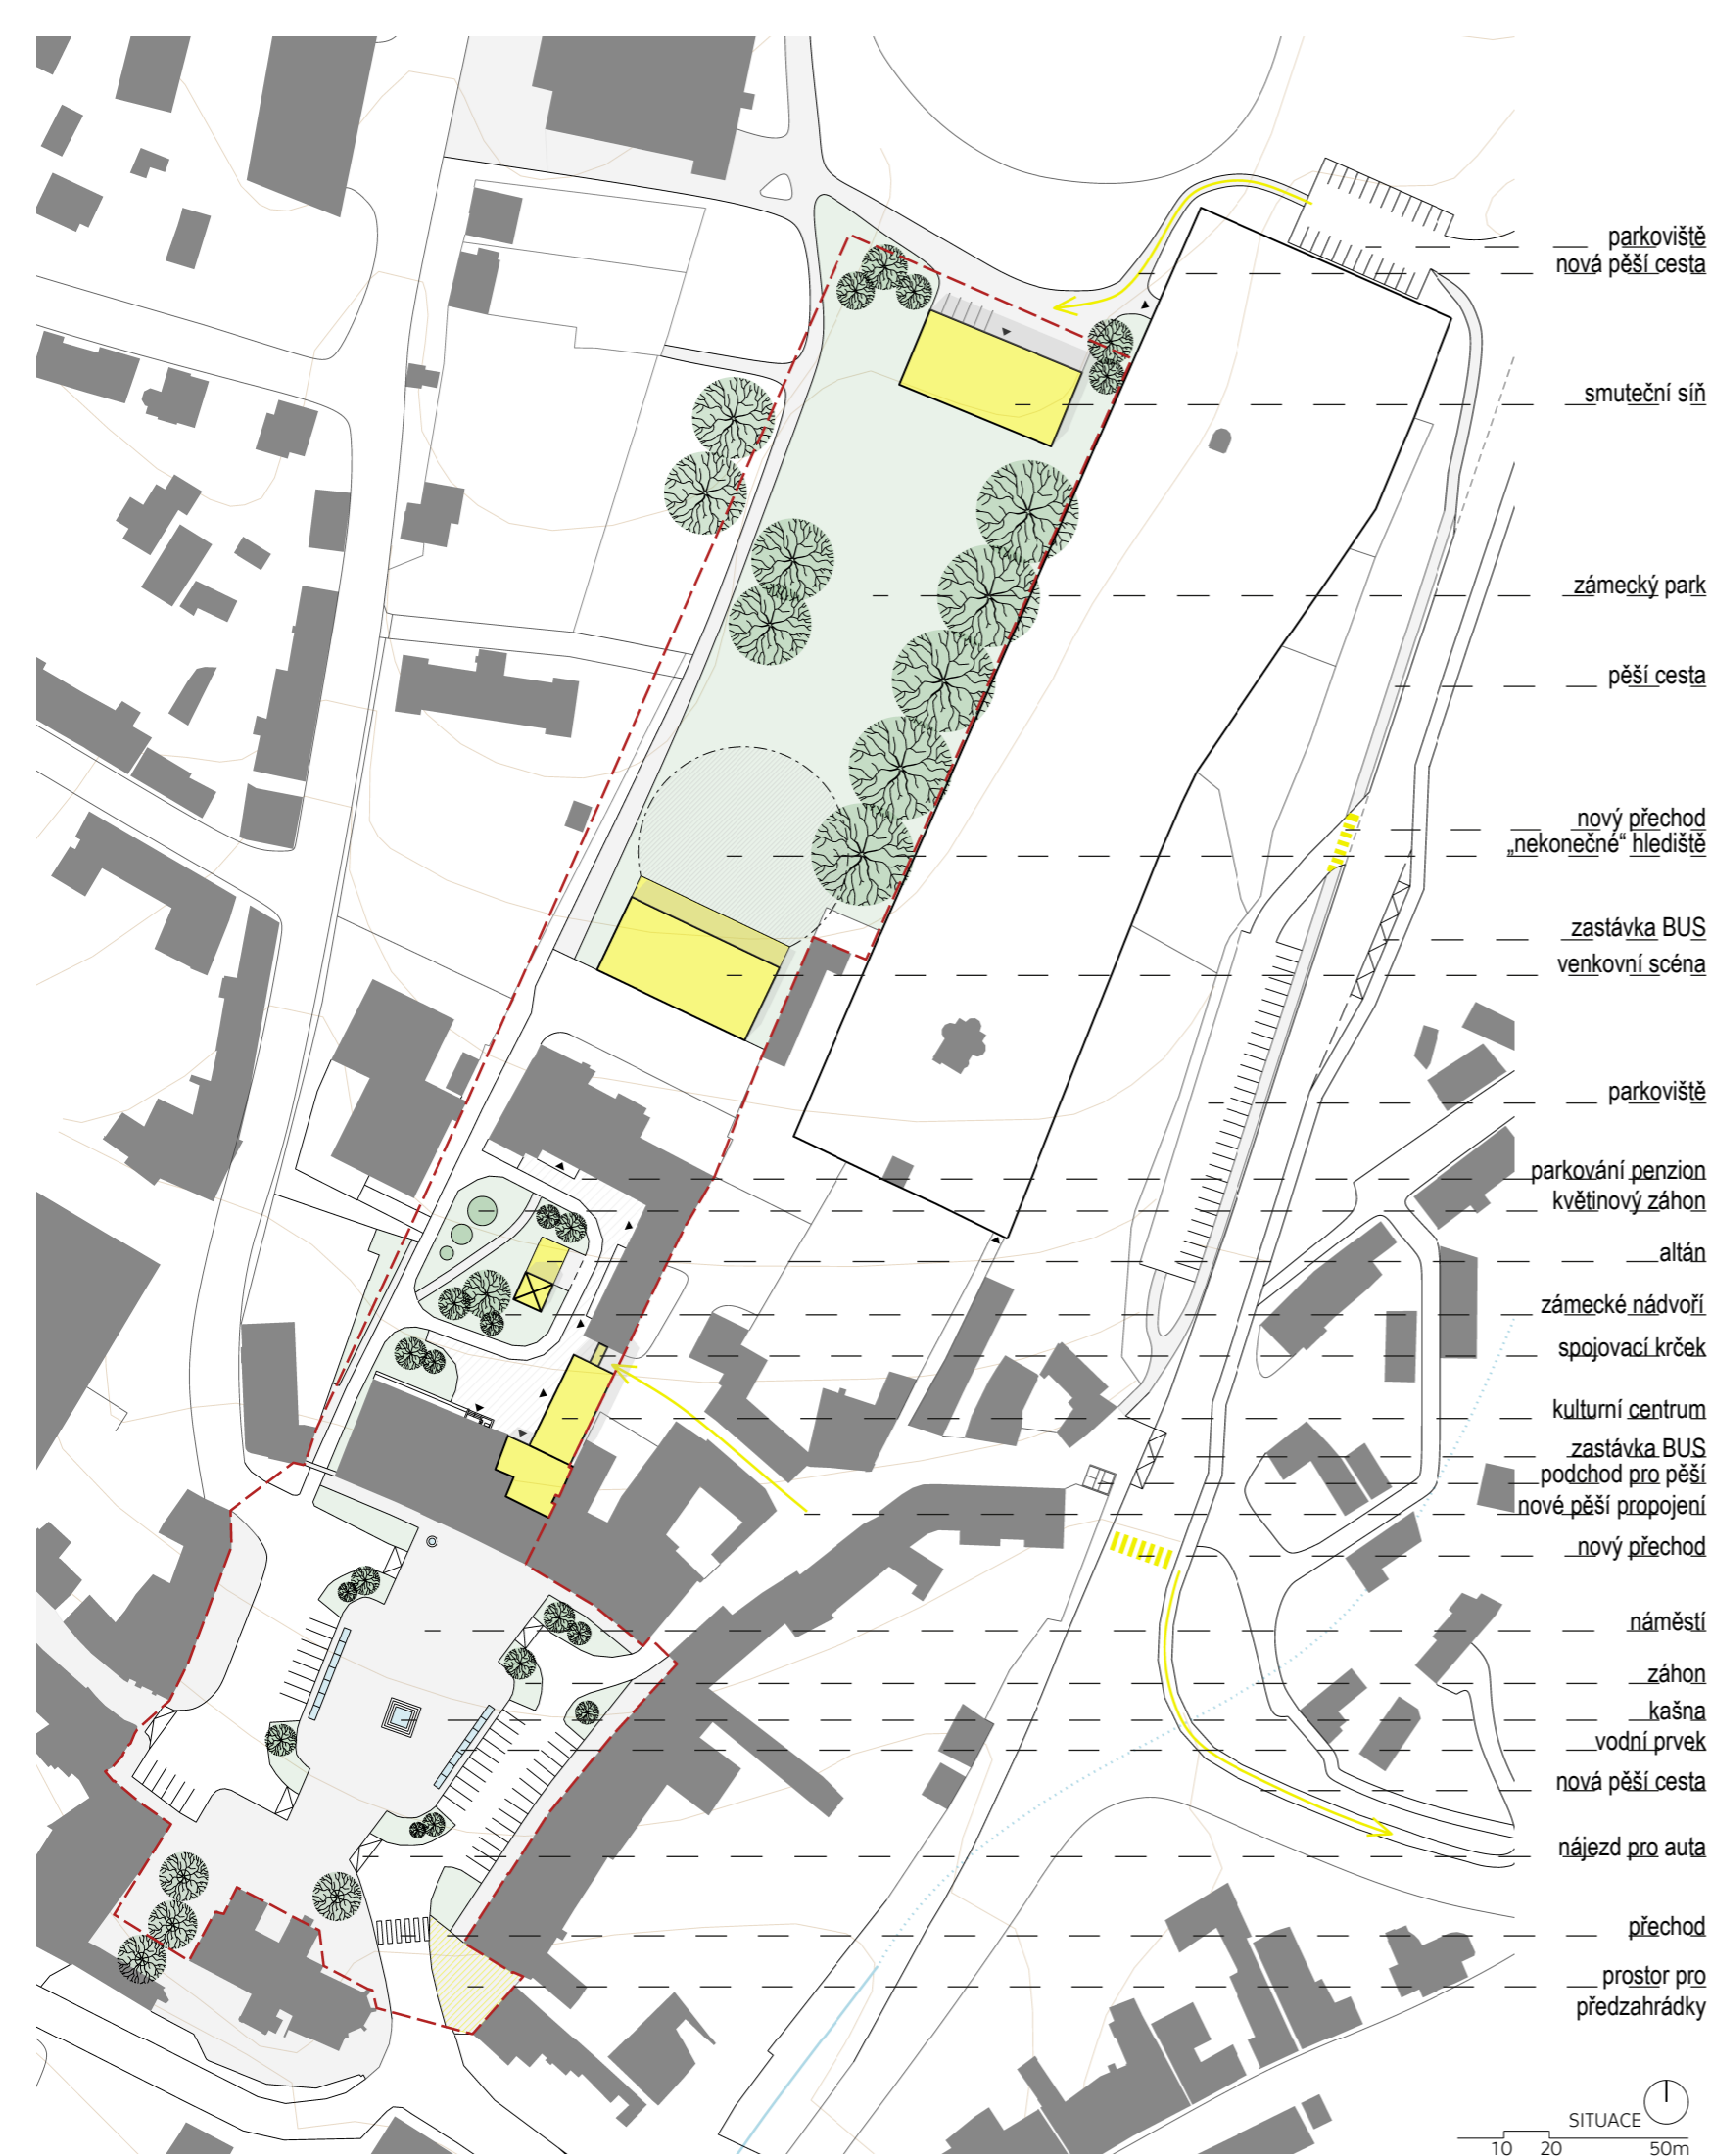 parkoviště
nová pěší cesta
smuteční síň
zámecký park
pěší cesta
nový přechod
„nekonečné“ hlediště
zastávka BUS
venkovní scéna
parkoviště
parkování penzion
květinový záhon
altán
zámecké nádvoří
spojovací krček
kulturní centrum
zastávka BUS
podchod pro pěší
nové pěší propojení
nový přechod
náměstí
záhon
kašna
vodní prvek
nová pěší cesta
nájezd pro auta
přechod
prostor pro
předzahrádky
SITUACE
10 20 50m